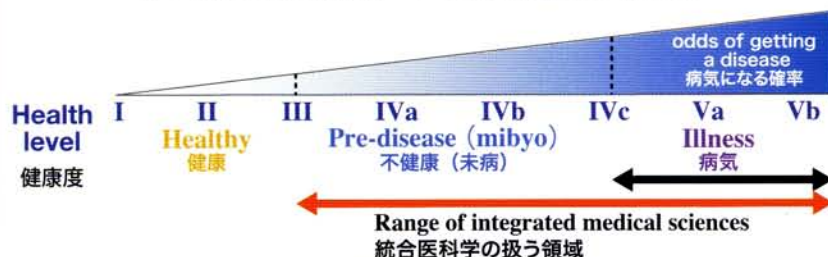 odds of getting
a disease
病気になる確率
Health level
I II III IVa IVb IVc Va Vb
健康度
Healthy
健康
Pre-disease (mibyo)
不健康（未病）
Illness
病気
Range of integrated medical sciences
統合医科学の扱う領域